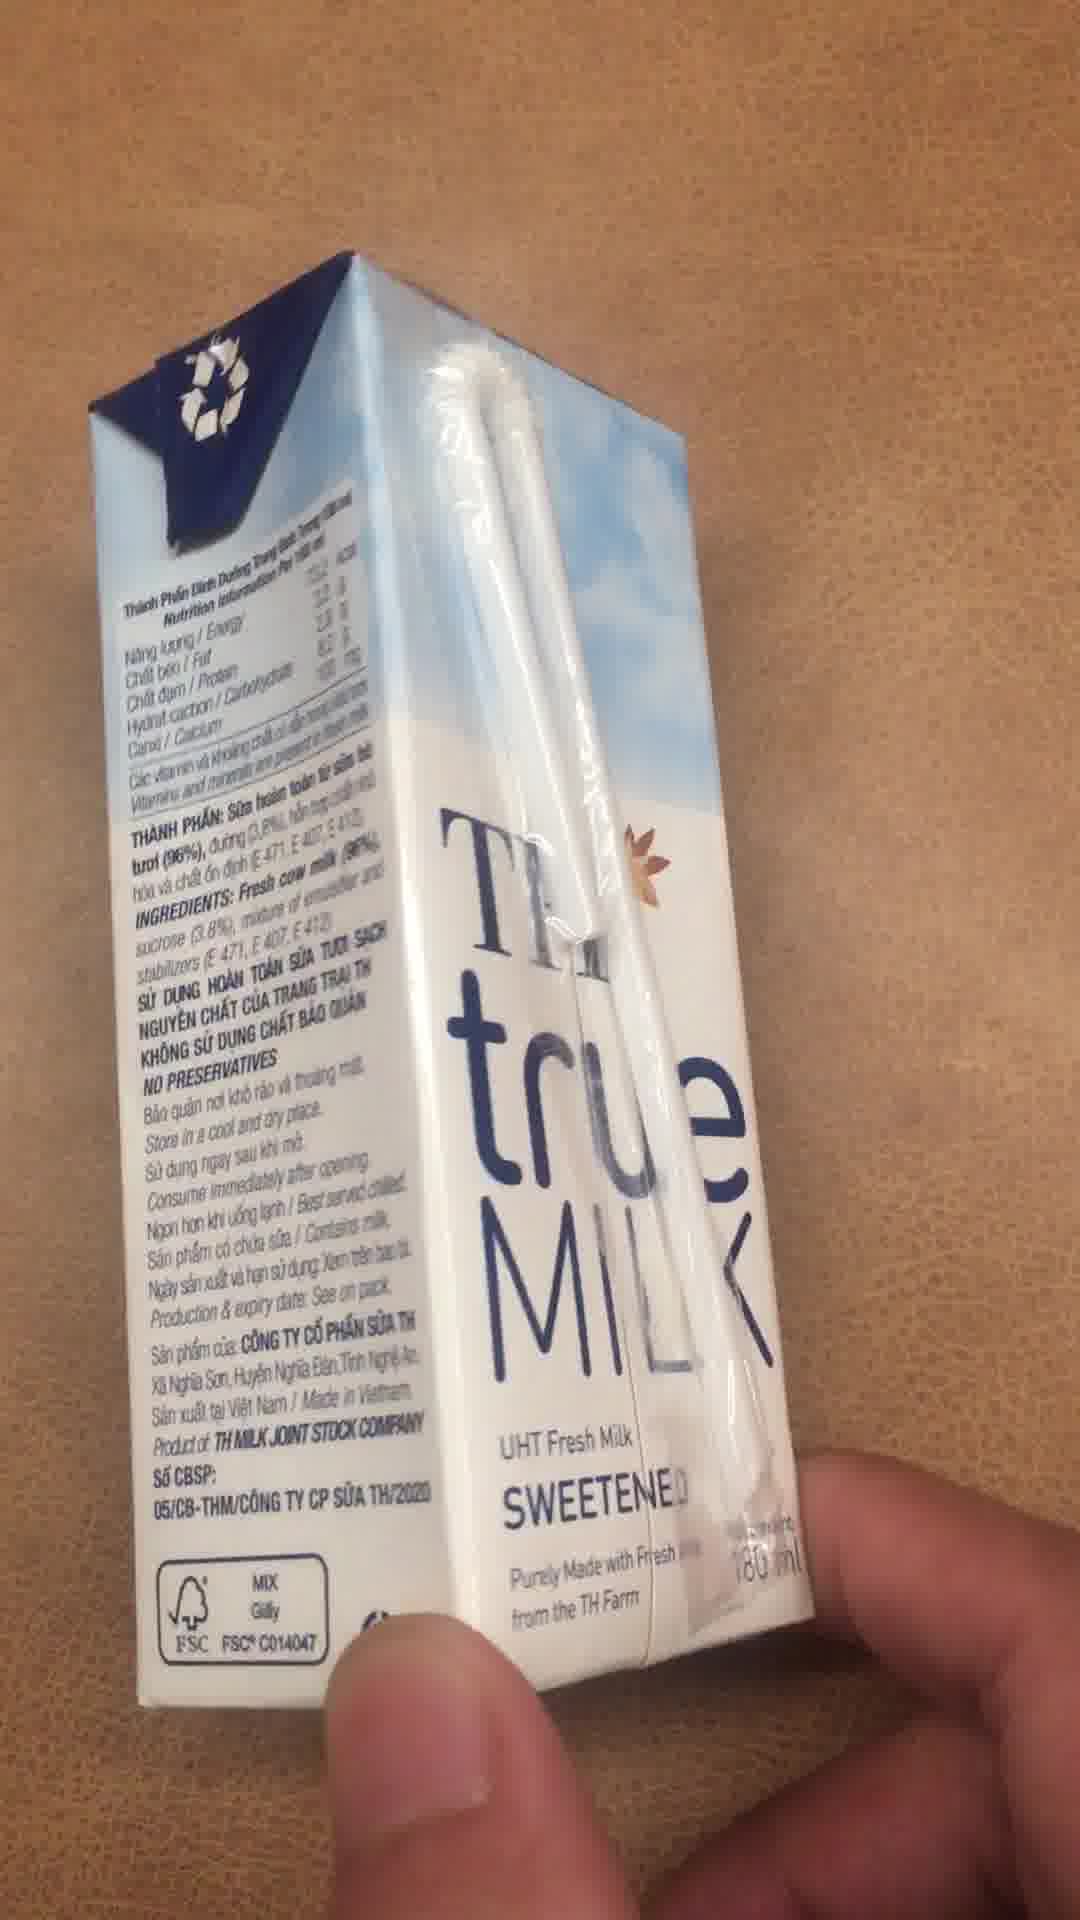 Thành Phần Dinh Dưỡng Trung Bình Trong 100 ml
Nutrition Information Per 100 ml
Năng lượng / Energy
Chất béo / Fat
Chất đạm / Protein
Hydrat cacbon / Carbohydrate
Canxi / Calcium
Các vitamin và khoáng chất có sẵn trong sữa tươi
Vitamins and minerals are present in fresh milk
THÀNH PHẦN: Sữa hoàn toàn từ sữa bò
tươi (96%), đường (3,8%), hỗn hợp chất nhũ
hóa và chất ổn định (E 471, E 407, E 412).
INGREDIENTS: Fresh cow milk (96%),
sucrose (3.8%), mixture of emulsifier and
stabilizers (E 471, E 407, E 412)
SỬ DỤNG HOÀN TOÀN SỮA TƯƠI SẠCH
NGUYÊN CHẤT CỦA TRANG TRẠI TH
KHÔNG SỬ DỤNG CHẤT BẢO QUẢN
NO PRESERVATIVES
Bảo quản nơi khô ráo và thoáng mát.
Store in a cool and dry place.
Sử dụng ngay sau khi mở.
Consume immediately after opening.
Ngon hơn khi uống lạnh / Best served chilled.
Sản phẩm có chứa sữa / Contains milk.
Ngày sản xuất và hạn sử dụng: Xem trên bao bì.
Production & expiry date: See on pack.
Sản phẩm của: CÔNG TY CỔ PHẦN SỮA TH
Xã Nghĩa Sơn, Huyện Nghĩa Đàn, Tỉnh Nghệ An.
Sản xuất tại Việt Nam / Made in Vietnam.
Product of: TH MILK JOINT STOCK COMPANY
Số CBSP:
05/CB-THM/CÔNG TY CP SỮA TH/2020
MIX
Giấy
FSC FSC® C014047
TH
true
MILK
UHT Fresh Milk
SWEETENED
Purely Made with Fresh
from the TH Farm
180 ml